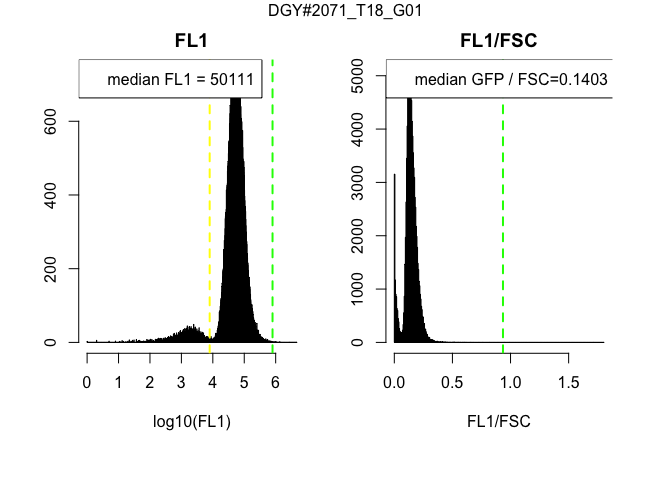 DGY#2071_T18_G01
FL1
median FL1 = 50111
0
200
400
600
0 1 2 3 4 5 6
log10(FL1)
FL1/FSC
median GFP / FSC=0.1403
0
1000
2000
3000
4000
5000
0.0 0.5 1.0 1.5
FL1/FSC